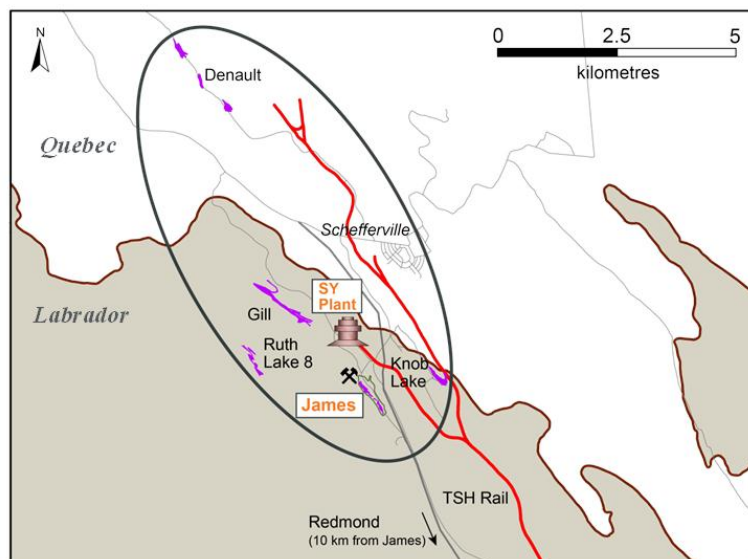 N
0 2.5 5
kilometres
Denault
Quebec
Schefferville
SY
Plant
Labrador
Gill
Ruth
Lake 8
Knob
Lake
James
TSH Rail
Redmond
(10 km from James)